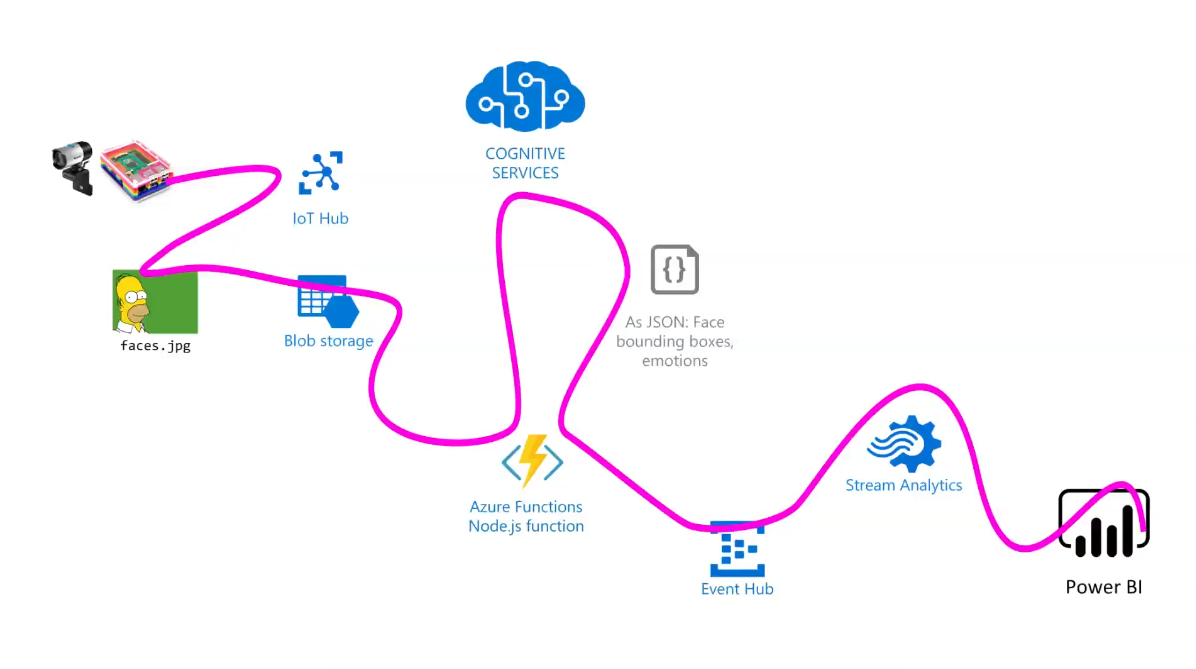 COGNITIVE
SERVICES
IoT Hub
As JSON: Face
bounding boxes,
emotions
Blob storage
faces.jpg
Stream Analytics
Azure Functions
Node.js function
Event Hub
Power BI